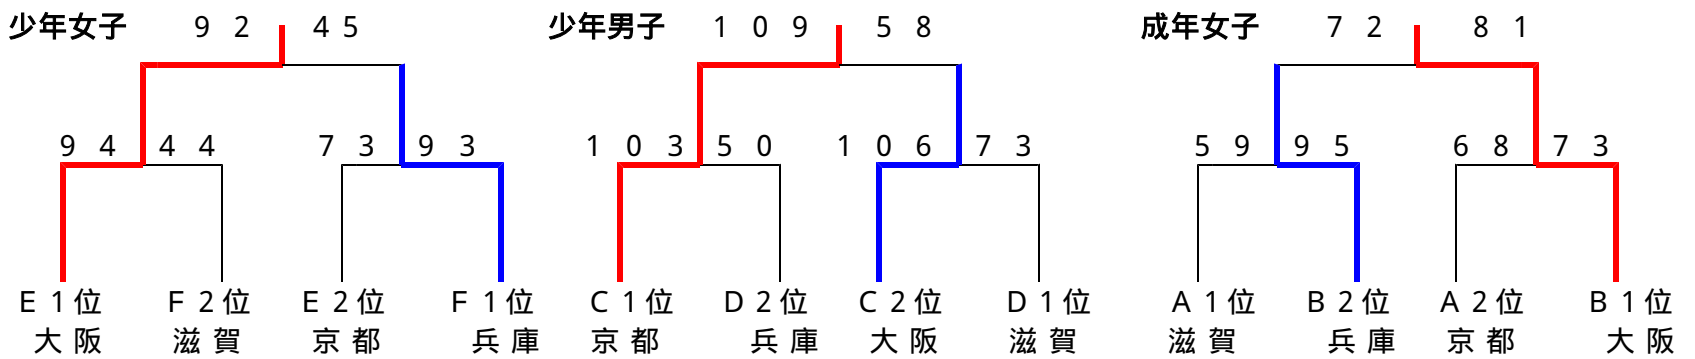 少年女子 92 45 少年男子 109 58 成年女子 72 81
94 44 73 93 103 50 106 73 59 95 68 73
E1位 F2位 E2位 F1位 C1位 D2位 C2位 D1位 A1位 B2位 A2位 B1位
大阪 滋賀 京都 兵庫 京都 兵庫 大阪 滋賀 滋賀 兵庫 京都 大阪